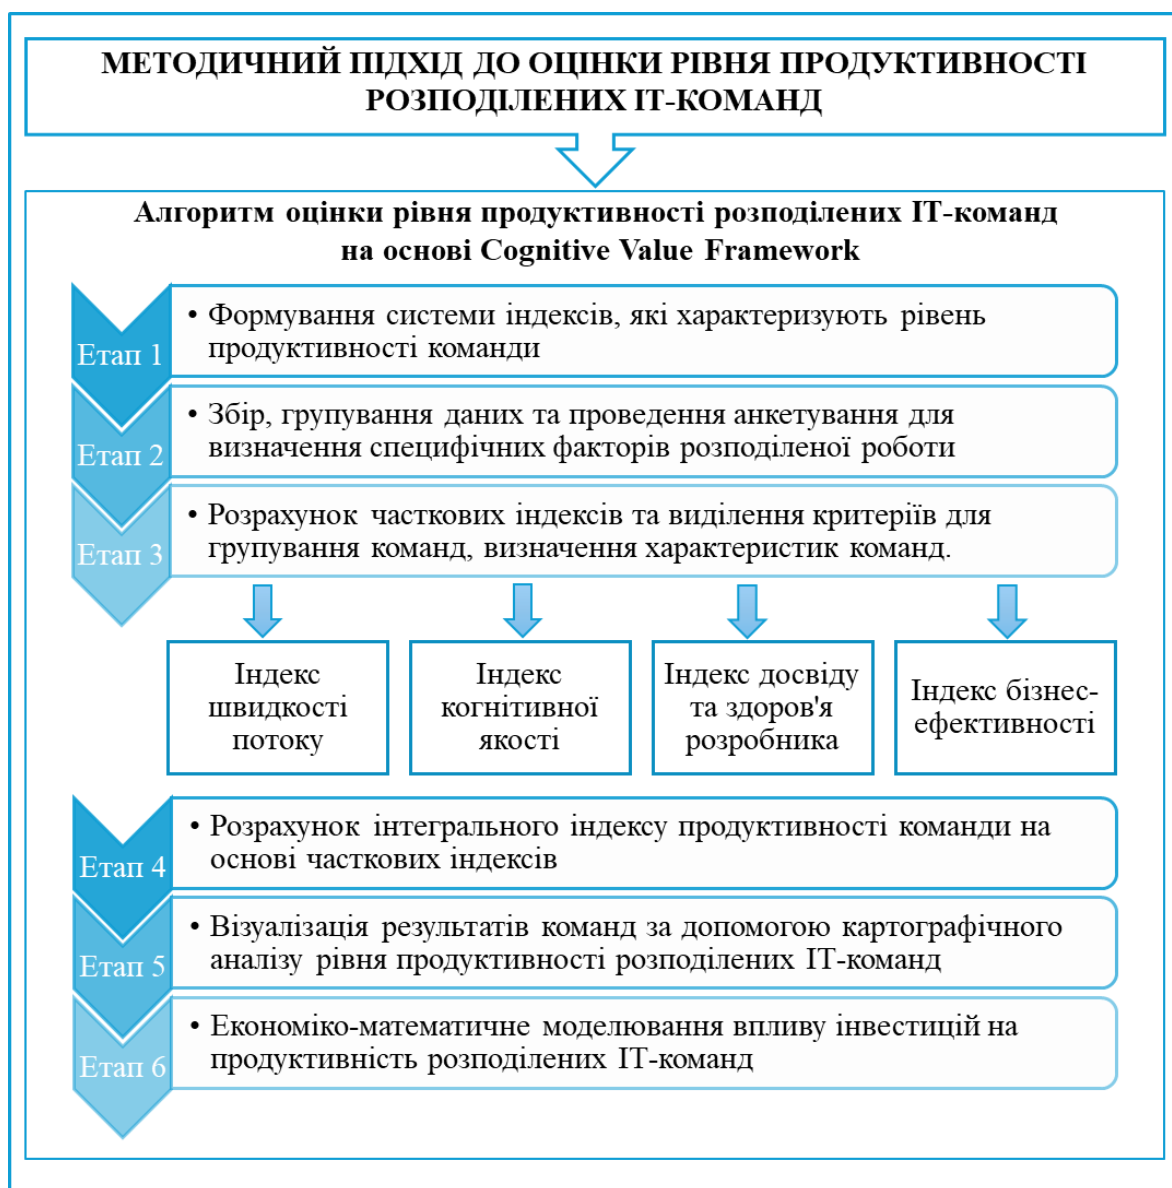 МЕТОДИЧНИЙ ПІДХІД ДО ОЦІНКИ РІВНЯ ПРОДУКТИВНОСТІ
РОЗПОДІЛЕНИХ ІТ-КОМАНД
Алгоритм оцінки рівня продуктивності розподілених ІТ-команд
на основі Cognitive Value Framework
Етап 1
• Формування системи індексів, які характеризують рівень
продуктивності команди
Етап 2
• Збір, групування даних та проведення анкетування для
визначення специфічних факторів розподіленої роботи
Етап 3
• Розрахунок часткових індексів та виділення критеріїв для
групування команд, визначення характеристик команд.
Індекс
швидкості
потоку
Індекс
когнітивної
якості
Індекс досвіду
та здоров'я
розробника
Індекс бізнес-
ефективності
Етап 4
• Розрахунок інтегрального індексу продуктивності команди на
основі часткових індексів
Етап 5
• Візуалізація результатів команд за допомогою картографічного
аналізу рівня продуктивності розподілених ІТ-команд
Етап 6
• Економіко-математичне моделювання впливу інвестицій на
продуктивність розподілених ІТ-команд